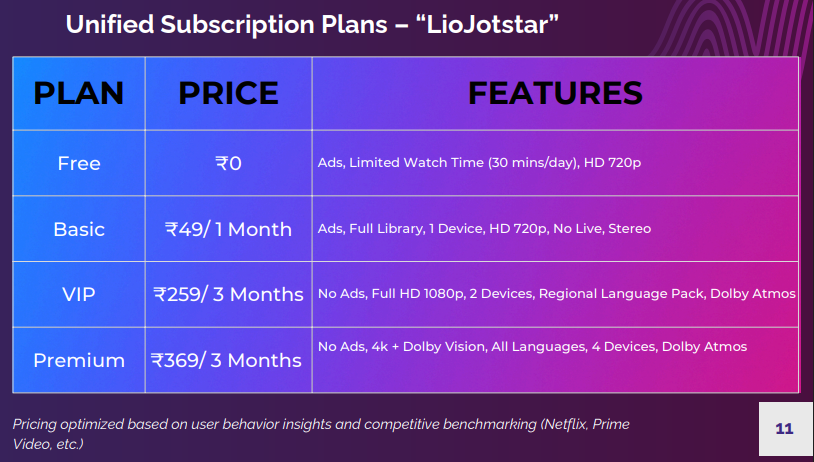 Unified Subscription Plans – “LioJotstar”
PLAN PRICE FEATURES
Free ₹0 Ads, Limited Watch Time (30 mins/day), HD 720p
Basic ₹49/ 1 Month Ads, Full Library, 1 Device, HD 720p, No Live, Stereo
VIP ₹259/ 3 Months No Ads, Full HD 1080p, 2 Devices, Regional Language Pack, Dolby Atmos
Premium ₹369/ 3 Months No Ads, 4k + Dolby Vision, All Languages, 4 Devices, Dolby Atmos
Pricing optimized based on user behavior insights and competitive benchmarking (Netflix, Prime
Video, etc.)
11